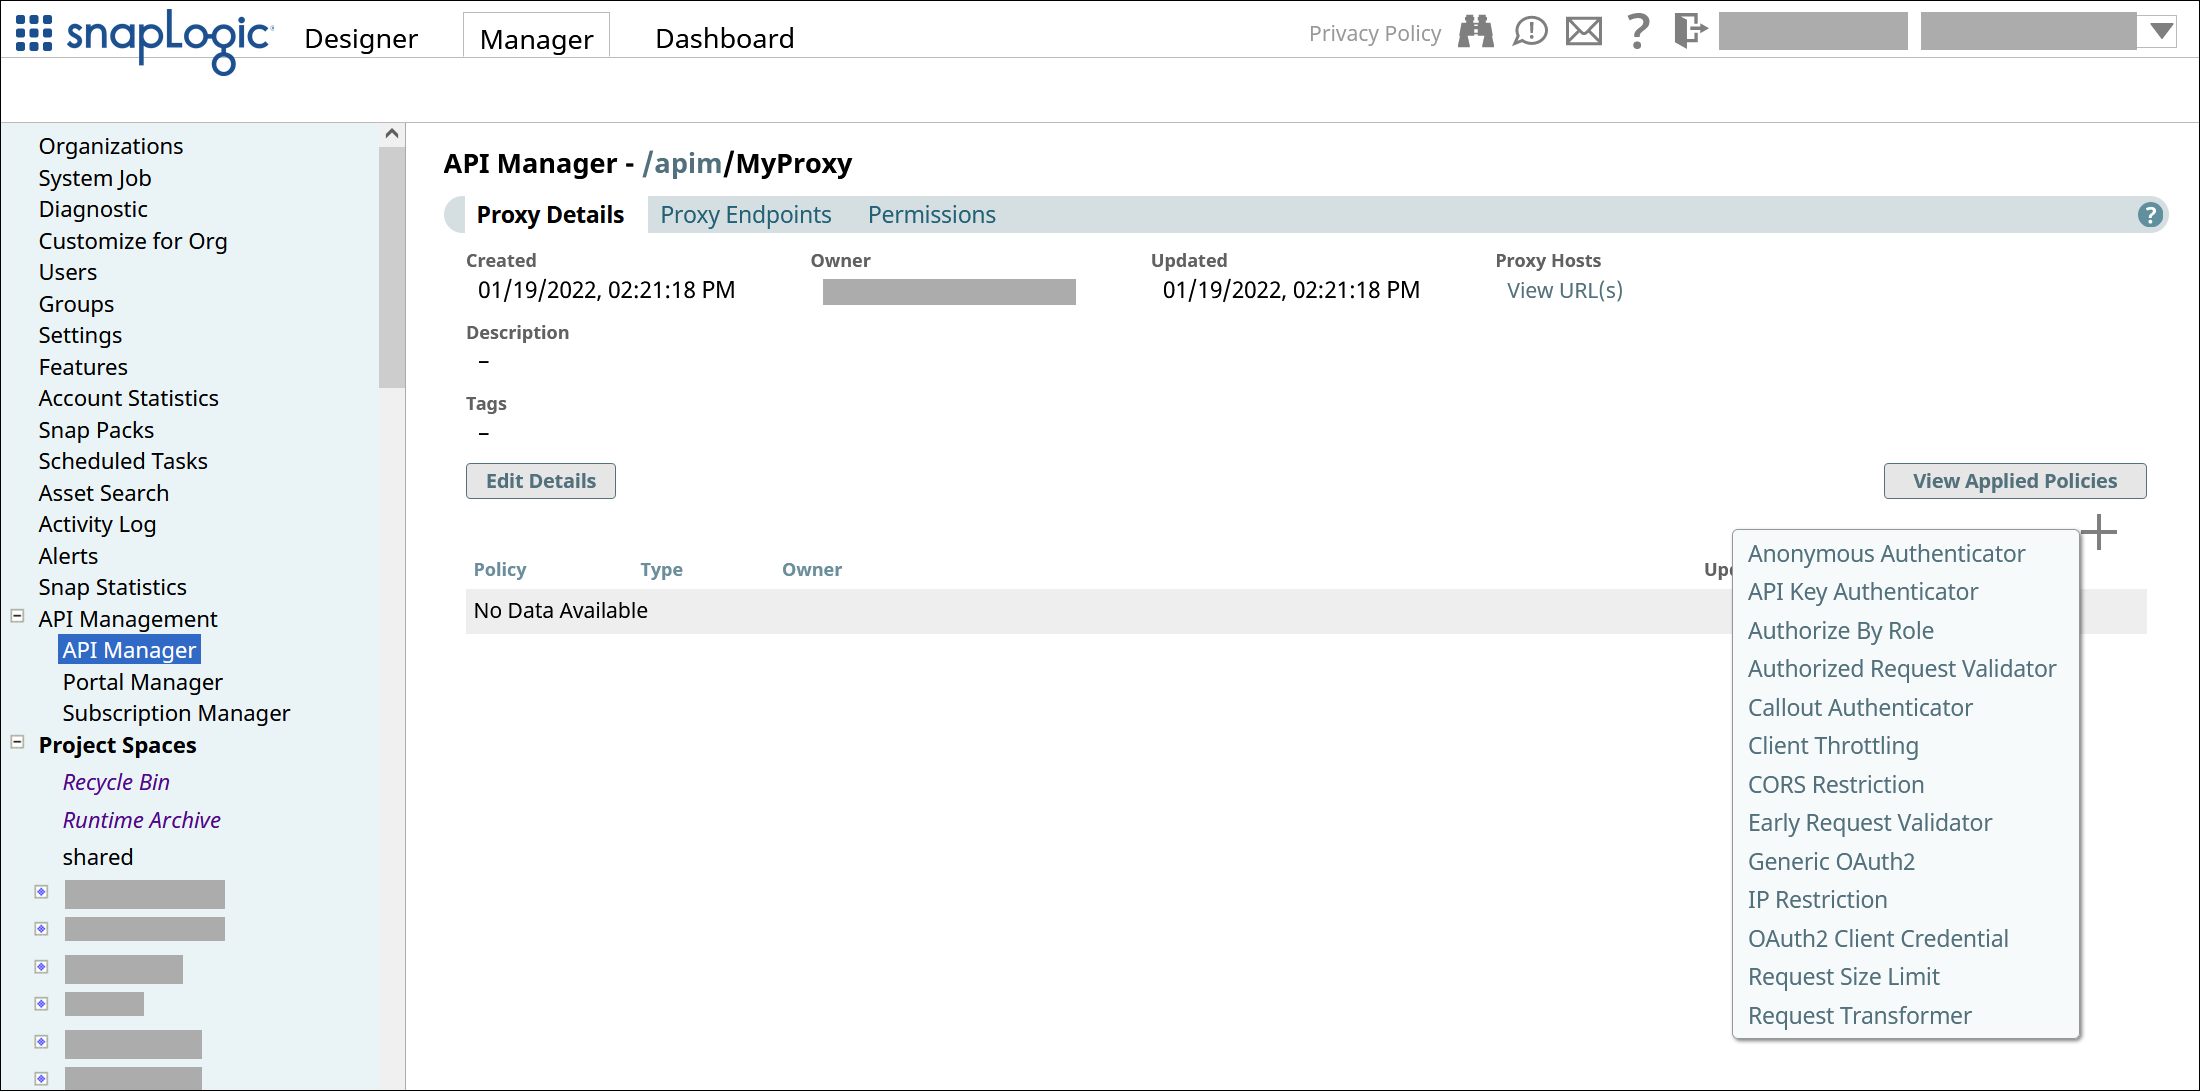 snapLogic
Designer
Manager
Dashboard
Privacy Policy
Organizations
System Job
Diagnostic
Customize for Org
Users
Groups
Settings
Features
Account Statistics
Snap Packs
Scheduled Tasks
Asset Search
Activity Log
Alerts
Snap Statistics
API Management
API Manager
Portal Manager
Subscription Manager
Project Spaces
Recycle Bin
Runtime Archive
shared
API Manager - /apim/MyProxy
Proxy Details Proxy Endpoints Permissions
Created Owner Updated Proxy Hosts
01/19/2022, 02:21:18 PM 01/19/2022, 02:21:18 PM View URL(s)
Description
–
Tags
–
Edit Details View Applied Policies
Policy Type Owner
No Data Available
Anonymous Authenticator
API Key Authenticator
Authorize By Role
Authorized Request Validator
Callout Authenticator
Client Throttling
CORS Restriction
Early Request Validator
Generic OAuth2
IP Restriction
OAuth2 Client Credential
Request Size Limit
Request Transformer